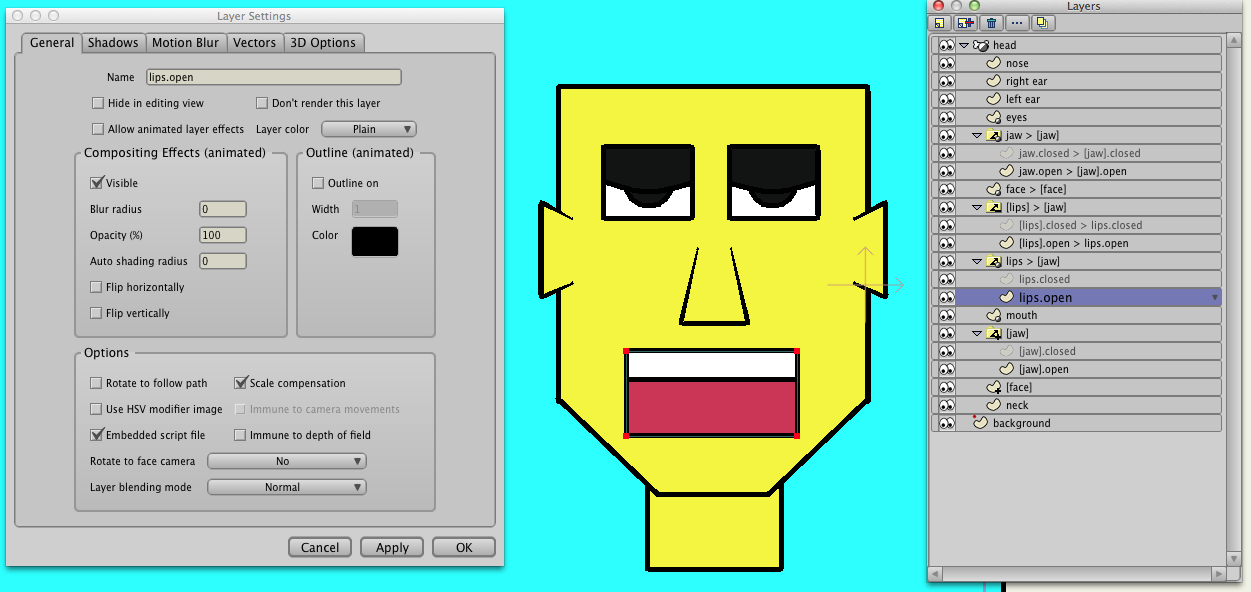 Layer Settings
General Shadows Motion Blur Vectors 3D Options
Name lips.open
Hide in editing view Don't render this layer
Allow animated layer effects Layer color Plain
Compositing Effects (animated) Outline (animated)
Visible Outline on
Blur radius 0 Width 1
Opacity (%) 100 Color
Auto shading radius 0
Flip horizontally
Flip vertically
Options
Rotate to follow path Scale compensation
Use HSV modifier image Immune to camera movements
Embedded script file Immune to depth of field
Rotate to face camera No
Layer blending mode Normal
Cancel Apply OK
Layers
head
nose
right ear
left ear
eyes
jaw > [jaw]
jaw.closed > [jaw].closed
jaw.open > [jaw].open
face > [face]
[lips] > [jaw]
[lips].closed > lips.closed
[lips].open > lips.open
lips > [jaw]
lips.closed
lips.open
mouth
[jaw]
[jaw].closed
[jaw].open
[face]
neck
background